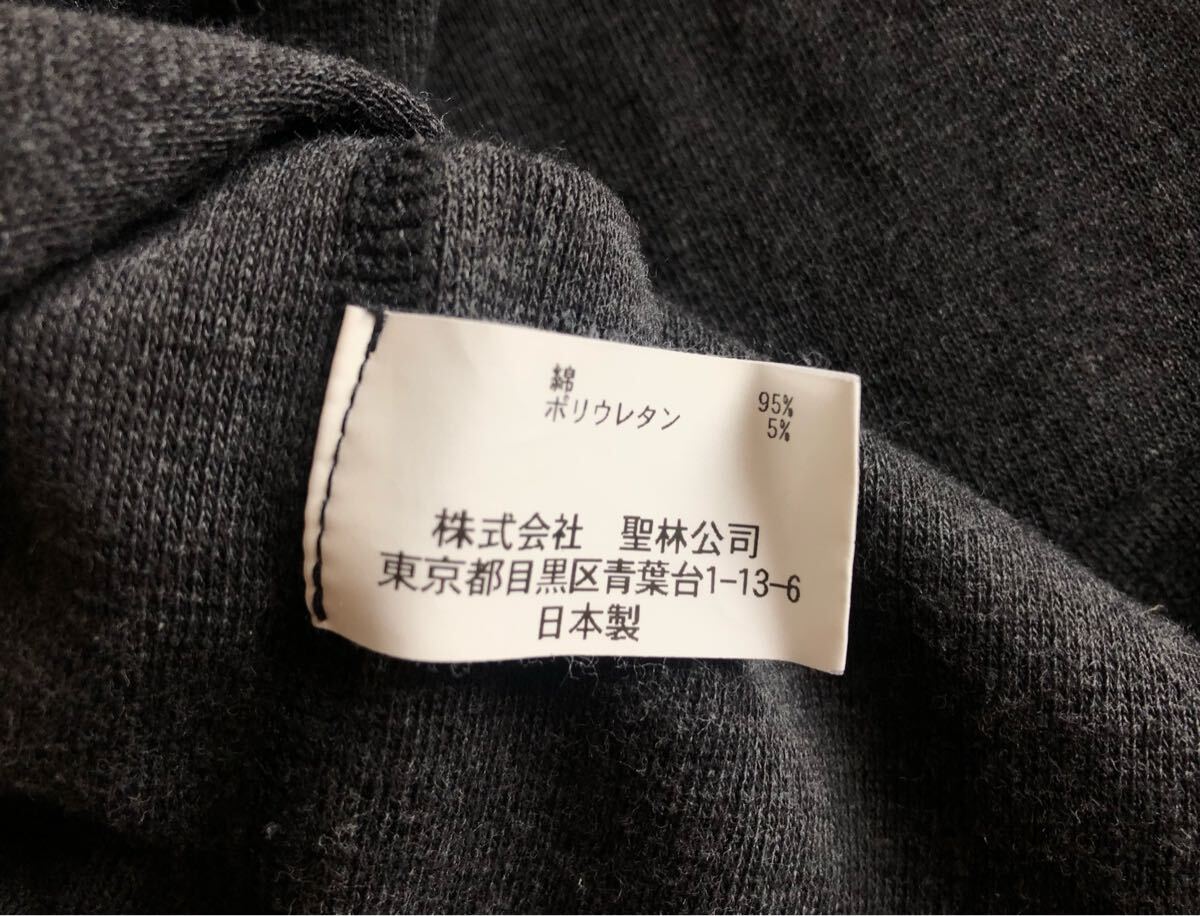 綿 95%
ポリウレタン 5%
株式会社 聖林公司
東京都目黒区青葉台1-13-6
日本製